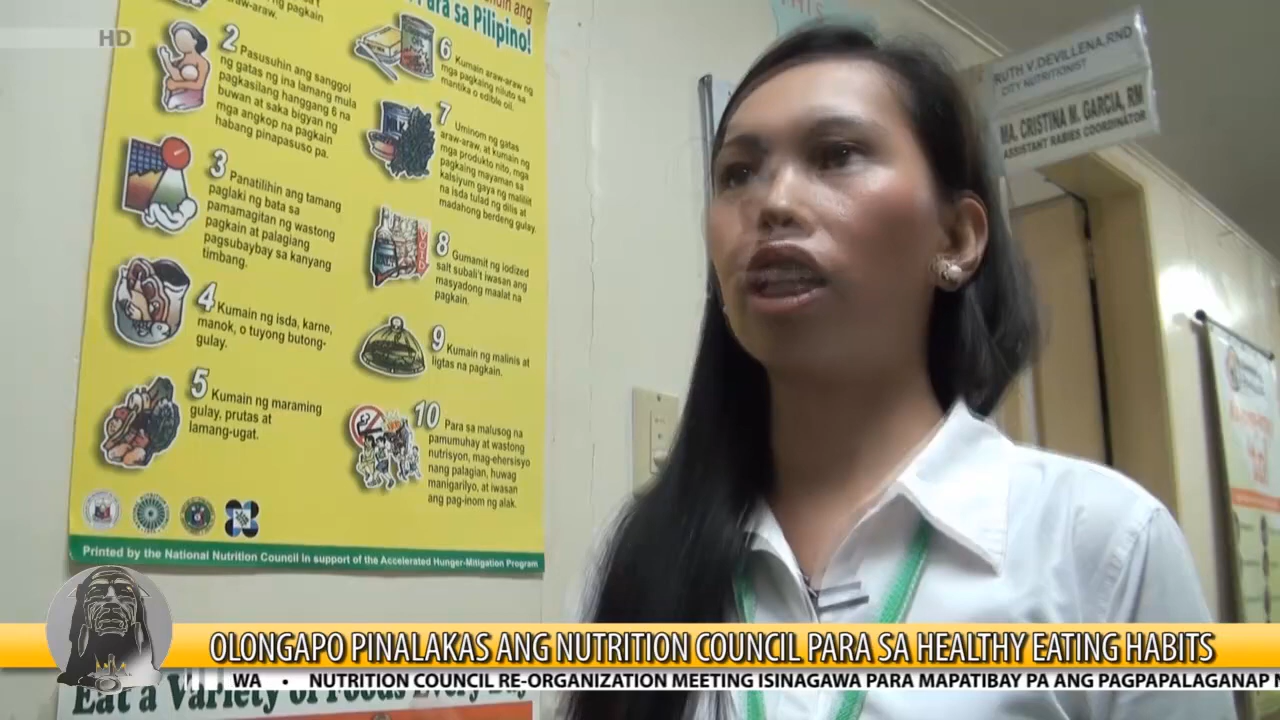 HD
ng pagkain
araw-araw.
2 Pasusuhin ang sanggol
ng gatas ng ina lamang mula
pagkasilang hanggang 6 na
buwan at saka bigyan ng
mga angkop na pagkain
habang pinapasuso pa.
3 Panatilihin ang tamang
paglaki ng bata sa
pamamagitan ng wastong
pagkain at palagiang
pagsubaybay sa kanyang
timbang.
4 Kumain ng isda, karne,
manok, o tuyong butong-
gulay.
5 Kumain ng maraming
gulay, prutas at
lamang-ugat.
ang
Para sa Pilipino!
6 Kumain araw-araw ng
mga pagkaing niluto sa
mantika o edible oil.
7 Uminom ng gatas
araw-araw, at kumain ng
mga produkto nito, mga
pagkaing mayaman sa
kalsiyum gaya ng maliliit
na isda tulad ng dilis at
madahong berdeng gulay.
8 Gumamit ng iodized
salt subali't iwasan ang
masyadong maalat na
pagkain.
9 Kumain ng malinis at
ligtas na pagkain.
10 Para sa malusog na
pamumuhay at wastong
nutrisyon, mag-ehersisyo
nang palagian, huwag
manigarilyo, at iwasan
ang pag-inom ng alak.
Printed by the National Nutrition Council in support of the Accelerated Hunger-Mitigation Program
RUTH V.DEVILLENA.RND
CITY NUTRITIONIST
MA. CRISTINA M. GARCIA, RM
ASSISTANT RABIES COORDINATOR
OLONGAPO PINALAKAS ANG NUTRITION COUNCIL PARA SA HEALTHY EATING HABITS
WA • NUTRITION COUNCIL RE-ORGANIZATION MEETING ISINAGAWA PARA MAPATIBAY PA ANG PAGPAPALAGANAP N
Eat a Variety of Foods Every Day